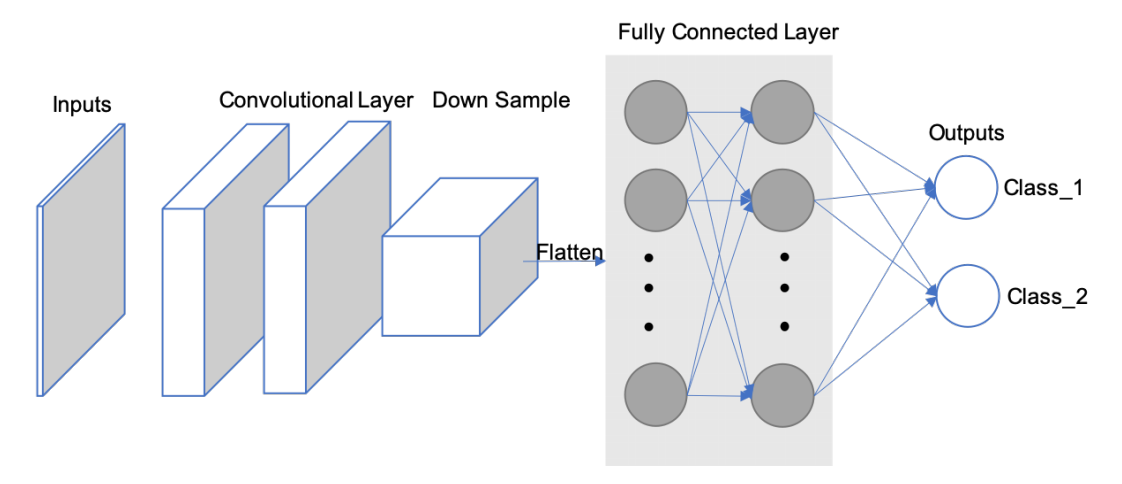 Fully Connected Layer
Inputs
Convolutional Layer
Down Sample
Outputs
Class_1
Flatten
Class_2